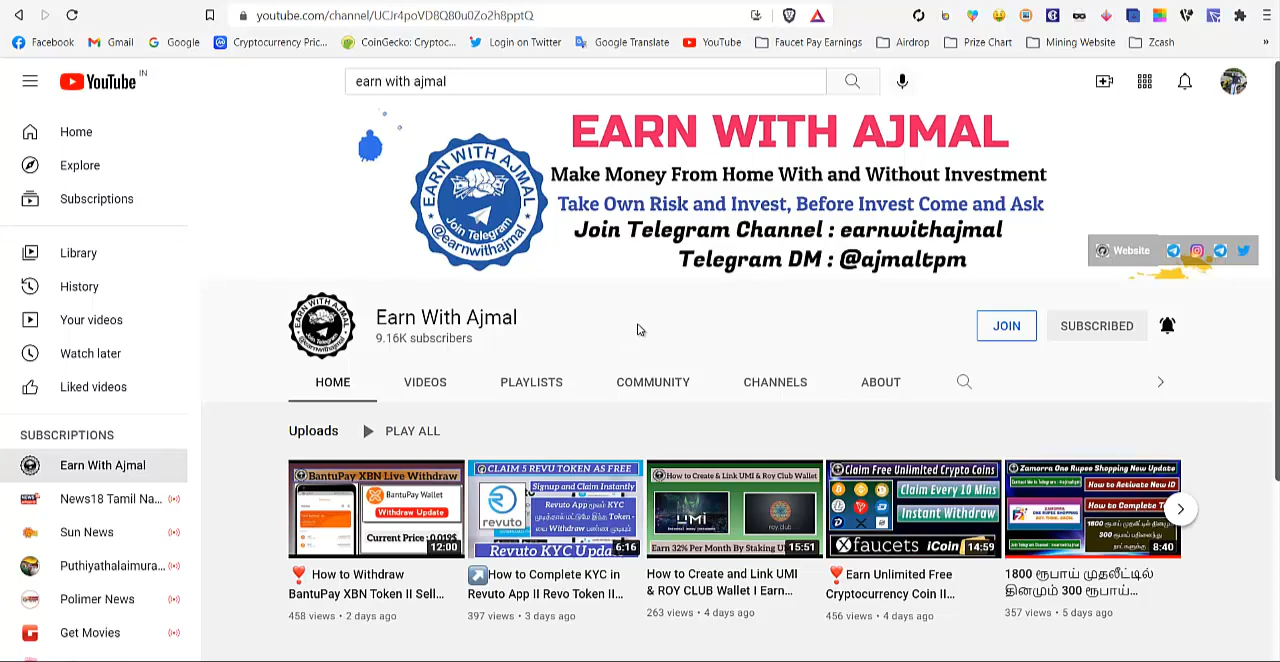 youtube.com/channel/UCJr4poVD8Q80u0Zo2h8pptQ
Facebook
Gmail
Google
Cryptocurrency Pric...
CoinGecko: Cryptoc...
Login on Twitter
Google Translate
YouTube
Faucet Pay Earnings
Airdrop
Prize Chart
Mining Website
Zcash
»
YouTube IN
earn with ajmal
Home
Explore
Subscriptions
Library
History
Your videos
Watch later
Liked videos
SUBSCRIPTIONS
Earn With Ajmal
News18 Tamil Na...
Sun News
Puthiyathalaimura...
Polimer News
Get Movies
EARN WITH AJMAL
Join Telegram
@earnwithajmal
EARN WITH AJMAL
Make Money From Home With and Without Investment
Take Own Risk and Invest, Before Invest Come and Ask
Join Telegram Channel : earnwithajmal
Telegram DM : @ajmaltpm
Website
Earn With Ajmal
9.16K subscribers
JOIN
SUBSCRIBED
HOME
VIDEOS
PLAYLISTS
COMMUNITY
CHANNELS
ABOUT
Uploads
PLAY ALL
BantuPay XBN Live Withdraw
BantuPay Wallet
Withdraw Update
Current Price : 0.019$
12:00
How to Withdraw
BantuPay XBN Token II Sell...
458 views • 2 days ago
CLAIM 5 REVU TOKEN AS FREE
Signup and Claim Instantly
revuto
Revuto App மூலம்
Revuto KYC Upda
6:16
How to Complete KYC in
Revuto App II Revo Token II...
397 views • 3 days ago
How to Create & Link UMI & Roy Club Wallet
UMI
roy club
Earn 32% Per Month By Staking U
15:51
How to Create and Link UMI
& ROY CLUB Wallet I Earn...
263 views • 4 days ago
Claim Free Unlimited Crypto Coins
Claim Every 10 Mins
Instant Withdraw
faucets
iCoin
14:59
Earn Unlimited Free
Cryptocurrency Coin II...
456 views • 4 days ago
Zamorra One Rupee Shopping New Update
How to Activate New ID
How to Complete T
8:40
1800 ரூபாய் முதலீட்டில்
தினமும் 300 ரூபாய்...
357 views • 5 days ago